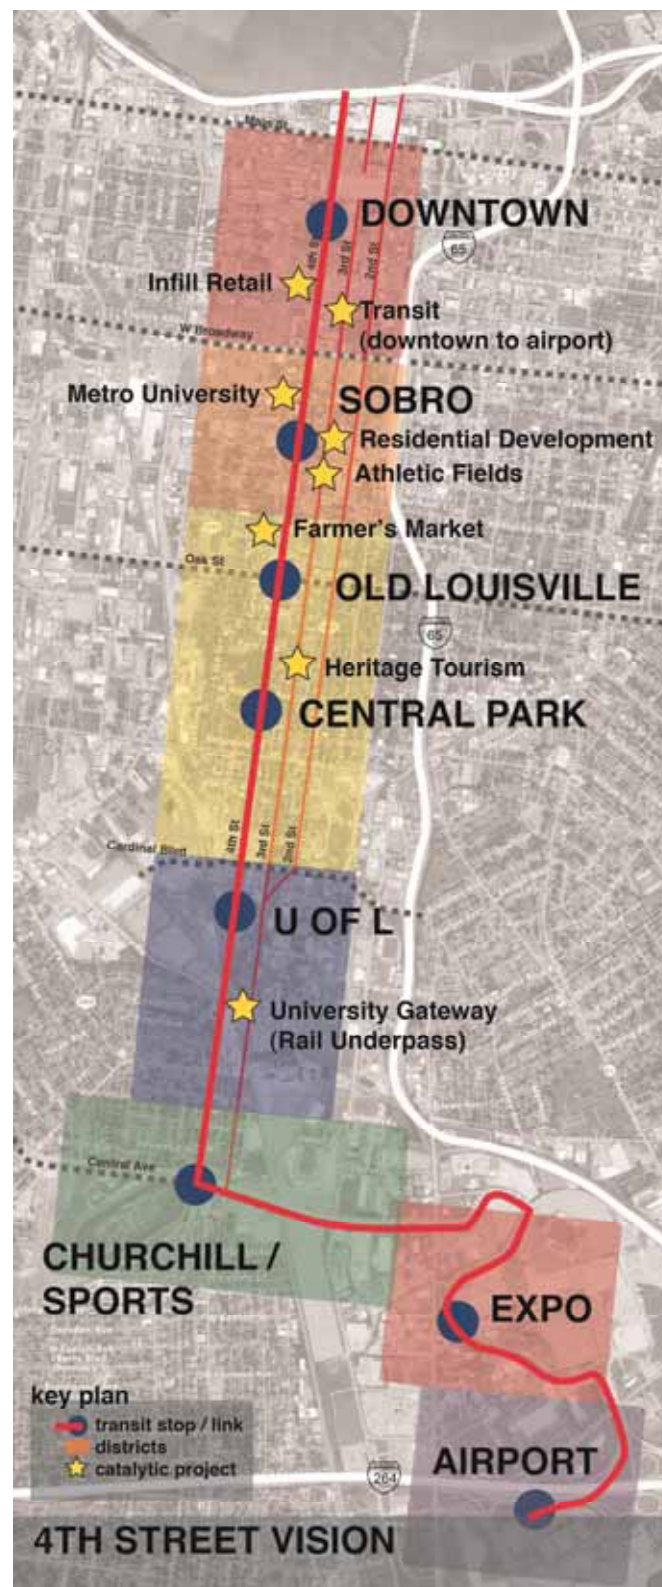 Main St.
DOWNTOWN
4th St
3rd St
2nd St
65
Infill Retail
Transit
(downtown to airport)
W Broadway
Metro University
SOBRO
Residential Development
Athletic Fields
Farmer's Market
Oak St
OLD LOUISVILLE
65
Heritage Tourism
CENTRAL PARK
4th St
3rd St
2nd St
Cardinal Blvd
U OF L
University Gateway
(Rail Underpass)
Central Ave
CHURCHILL /
SPORTS
EXPO
key plan
transit stop / link
districts
catalytic project
AIRPORT
264
4TH STREET VISION